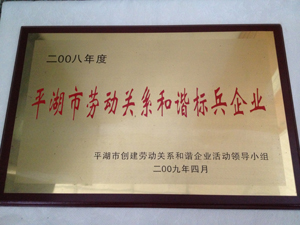 二00八年度
平湖市劳动关系和谐标兵企业
平湖市创建劳动关系和谐企业活动领导小组
二00九年四月